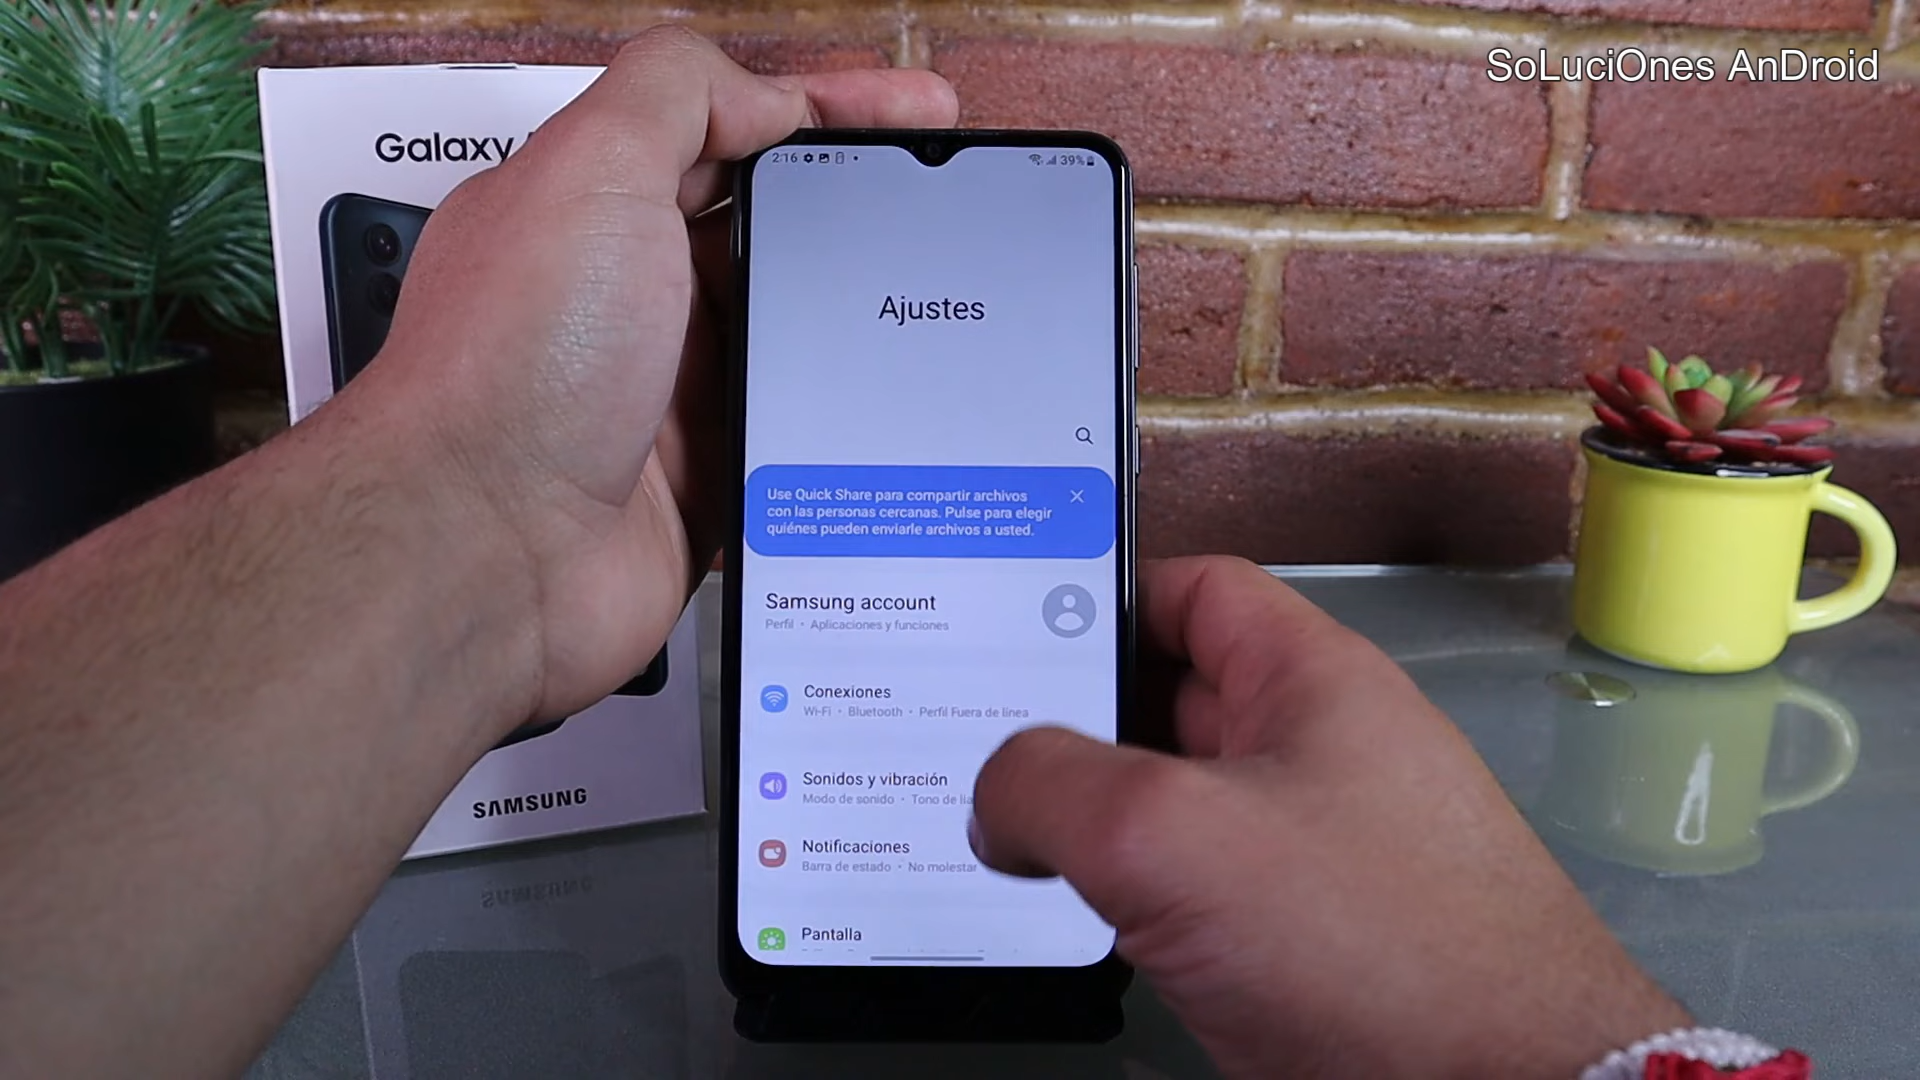 SoLuciOnes AnDroid
Galaxy
2:16
39%
Ajustes
Use Quick Share para compartir archivos
con las personas cercanas. Pulse para elegir
quiénes pueden enviarle archivos a usted.
Samsung account
Perfil • Aplicaciones y funciones
Conexiones
Wi-Fi • Bluetooth • Perfil Fuera de línea
Sonidos y vibración
Modo de sonido • Tono de
Notificaciones
Barra de estado • No molestar
Pantalla
SAMSUNG
SAMSUNG